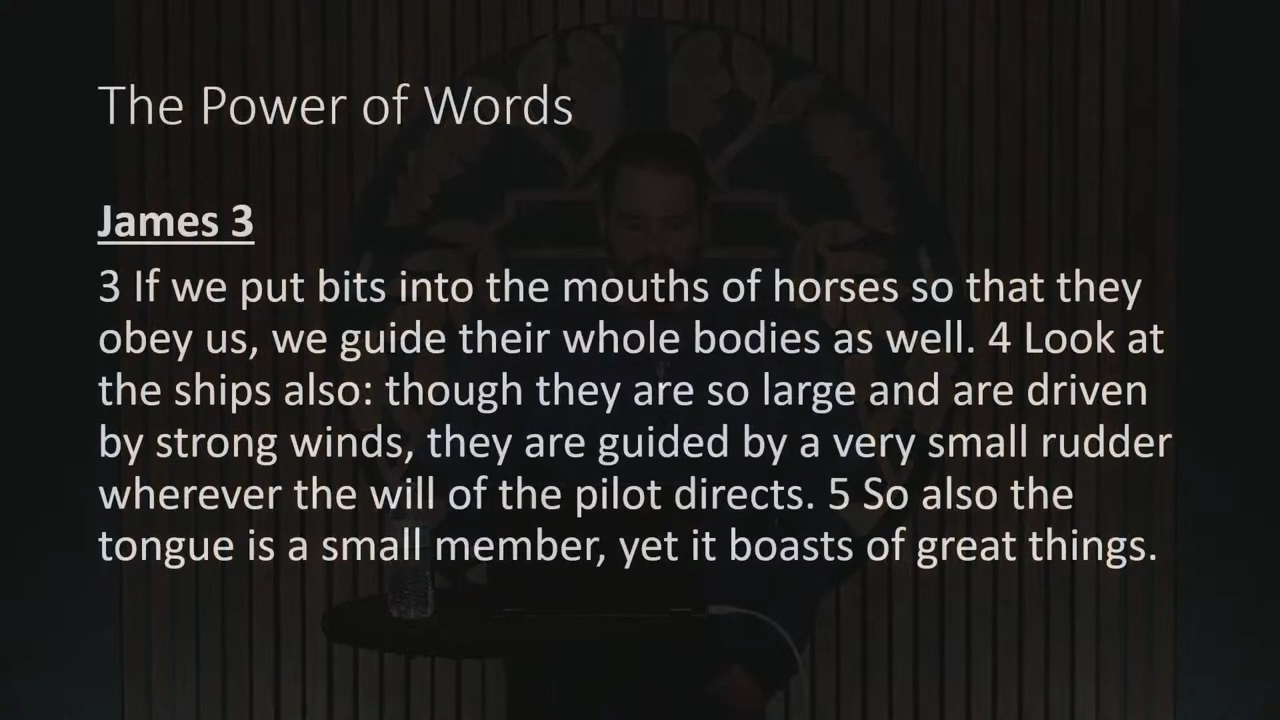 The Power of Words
James 3
3 If we put bits into the mouths of horses so that they
obey us, we guide their whole bodies as well. 4 Look at
the ships also: though they are so large and are driven
by strong winds, they are guided by a very small rudder
wherever the will of the pilot directs. 5 So also the
tongue is a small member, yet it boasts of great things.